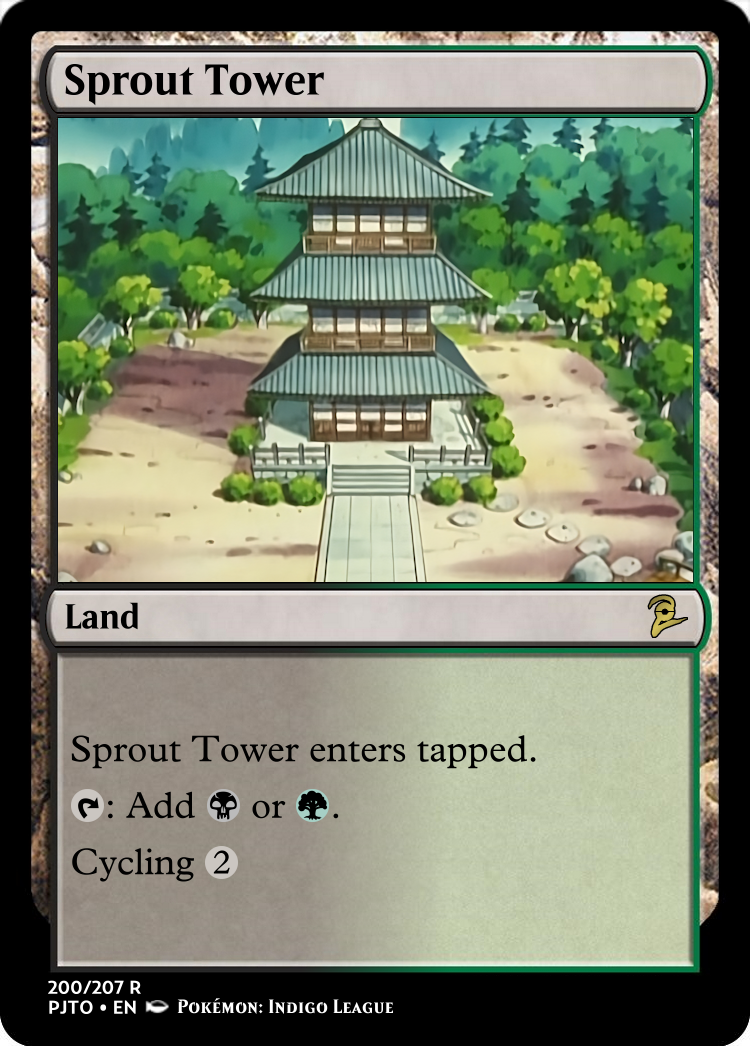 Sprout Tower
Land
Sprout Tower enters tapped.
: Add or .
Cycling 2
200/207 R
PJTO • EN Pokémon: Indigo League